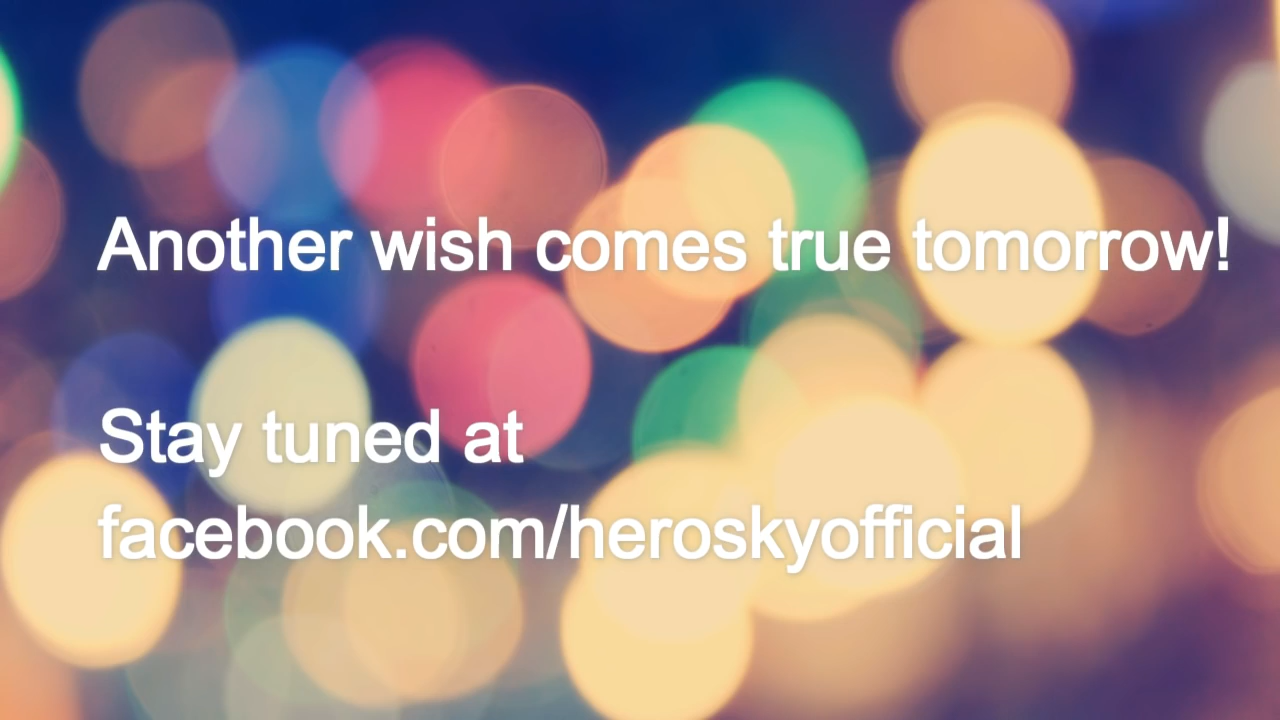 Another wish comes true tomorrow!
Stay tuned at
facebook.com/heroskyofficial